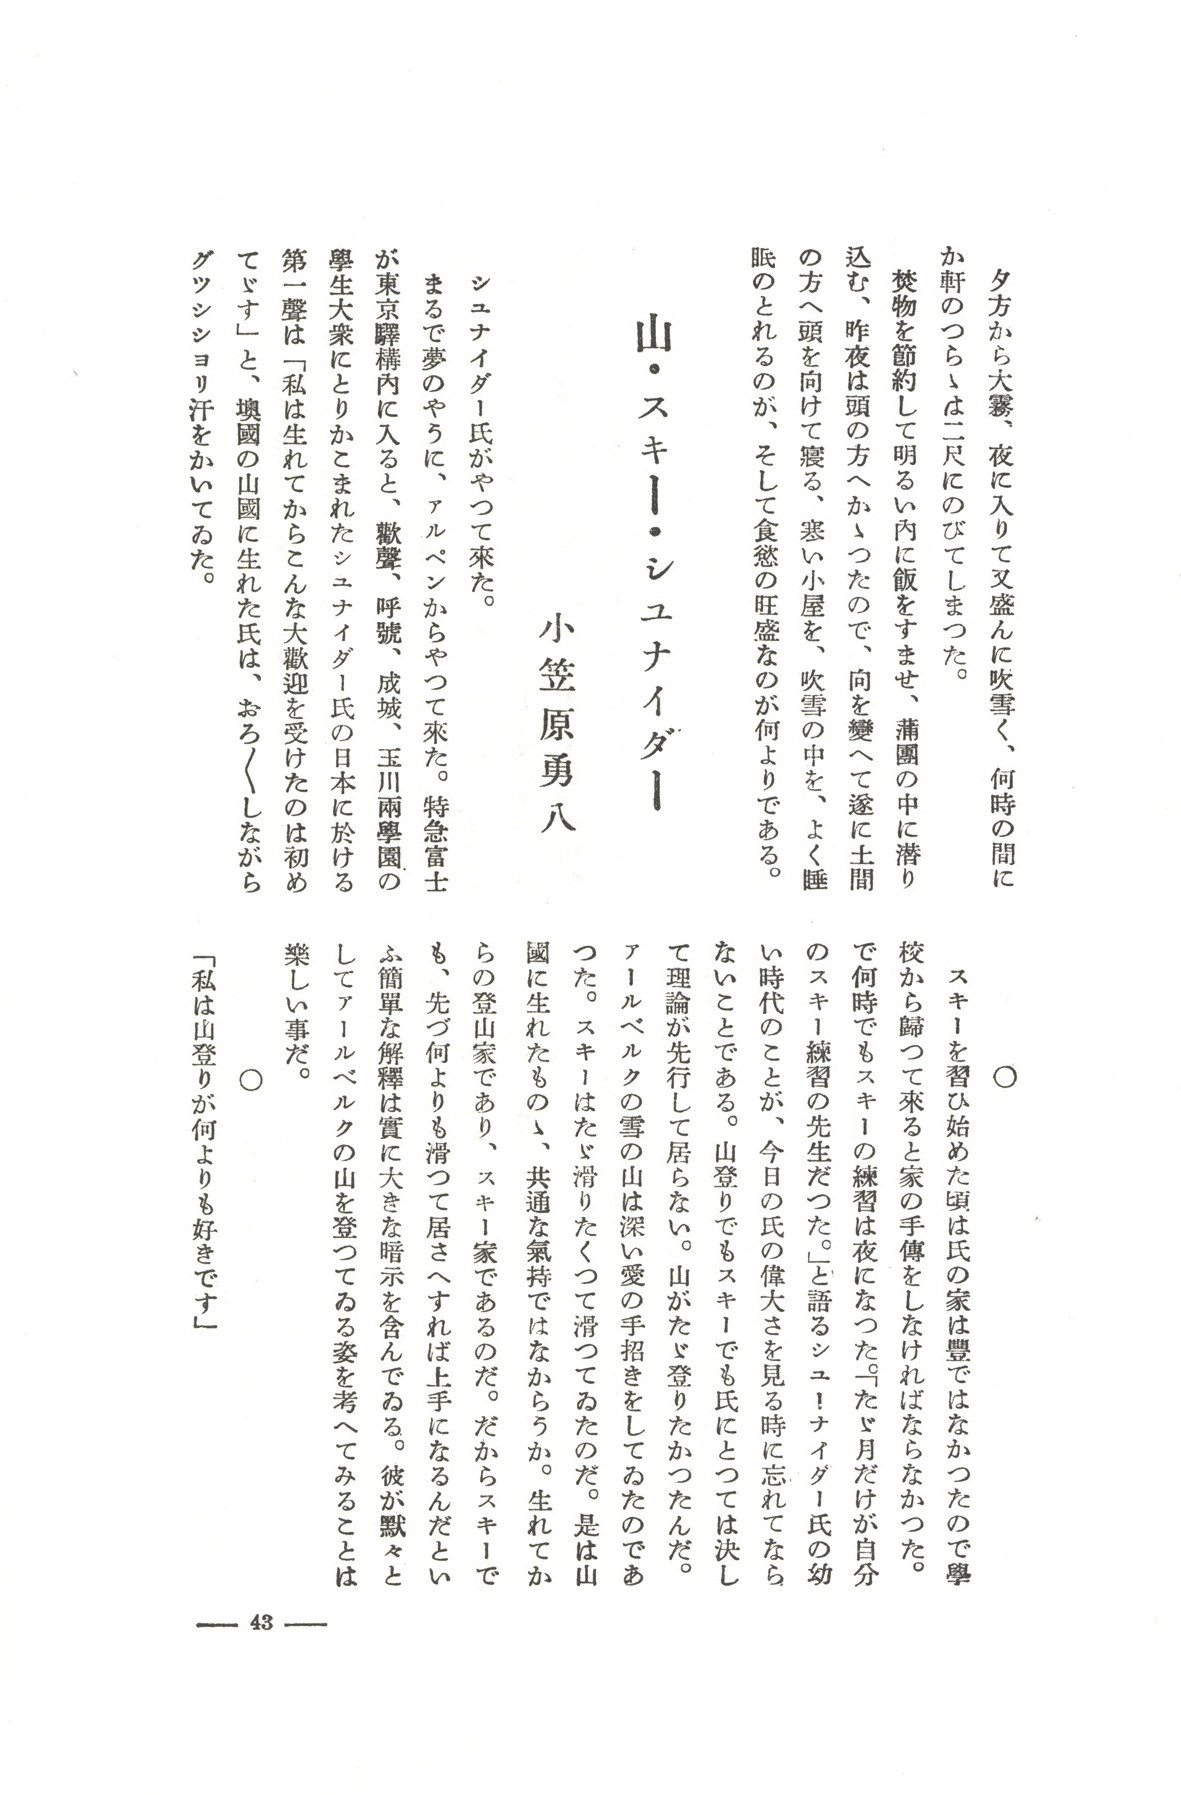 夕方から大霧、夜に入りて又盛んに吹雪く、何時の間に
か軒のつらゝは二尺にのびてしまつた。
焚物を節約して明るい內に飯をすませ、蒲團の中に潜り
込む、昨夜は頭の方へかゝつたので、向を變へて遂に土間
の方へ頭を向けて寢る、寒い小屋を、吹雪の中を、よく睡
眠のとれるのが、そして食慾の旺盛なのが何よりである。
山・スキー・シュナイダー
小笠原勇八
シユナイダー氏がやつて來た。
まるで夢のやうに、アルペンからやつて來た。特急富士
が東京驛構內に入ると、歡聲、呼號、成城、玉川兩學園の
學生大衆にとりかこまれたシユナイダー氏の日本に於ける
第一聲は「私は生れてからこんな大歡迎を受けたのは初め
てゞす」と、墺國の山國に生れた氏は、おろ〱しながら
グツシシヨリ汗をかいてゐた。
○
スキーを習ひ始めた頃は氏の家は豐ではなかつたので學
校から歸つて來ると家の手傳をしなければならなかつた。
で何時でもスキーの練習は夜になつた。「たゞ月だけが自分
のスキー練習の先生だつた。」と語るシユーナイダー氏の幼
い時代のことが、今日の氏の偉大さを見る時に忘れてなら
ないことである。山登りでもスキーでも氏にとつては決し
て理論が先行して居らない。山がたゞ登りたかつたんだ。
アールベルクの雪の山は深い愛の手招きをしてゐたのであ
つた。スキーはたゞ滑りたくつて滑つてゐたのだ。是は山
國に生れたものゝ、共通な氣持ではなからうか。生れてか
らの登山家であり、スキー家であるのだ。だからスキーで
も、先づ何よりも滑つて居さへすれば上手になるんだとい
ふ簡單な解釋は實に大きな暗示を含んでゐる。彼が默々と
してアールベルクの山を登つてゐる姿を考へてみることは
樂しい事だ。
○
「私は山登りが何よりも好きです」
— 43 —